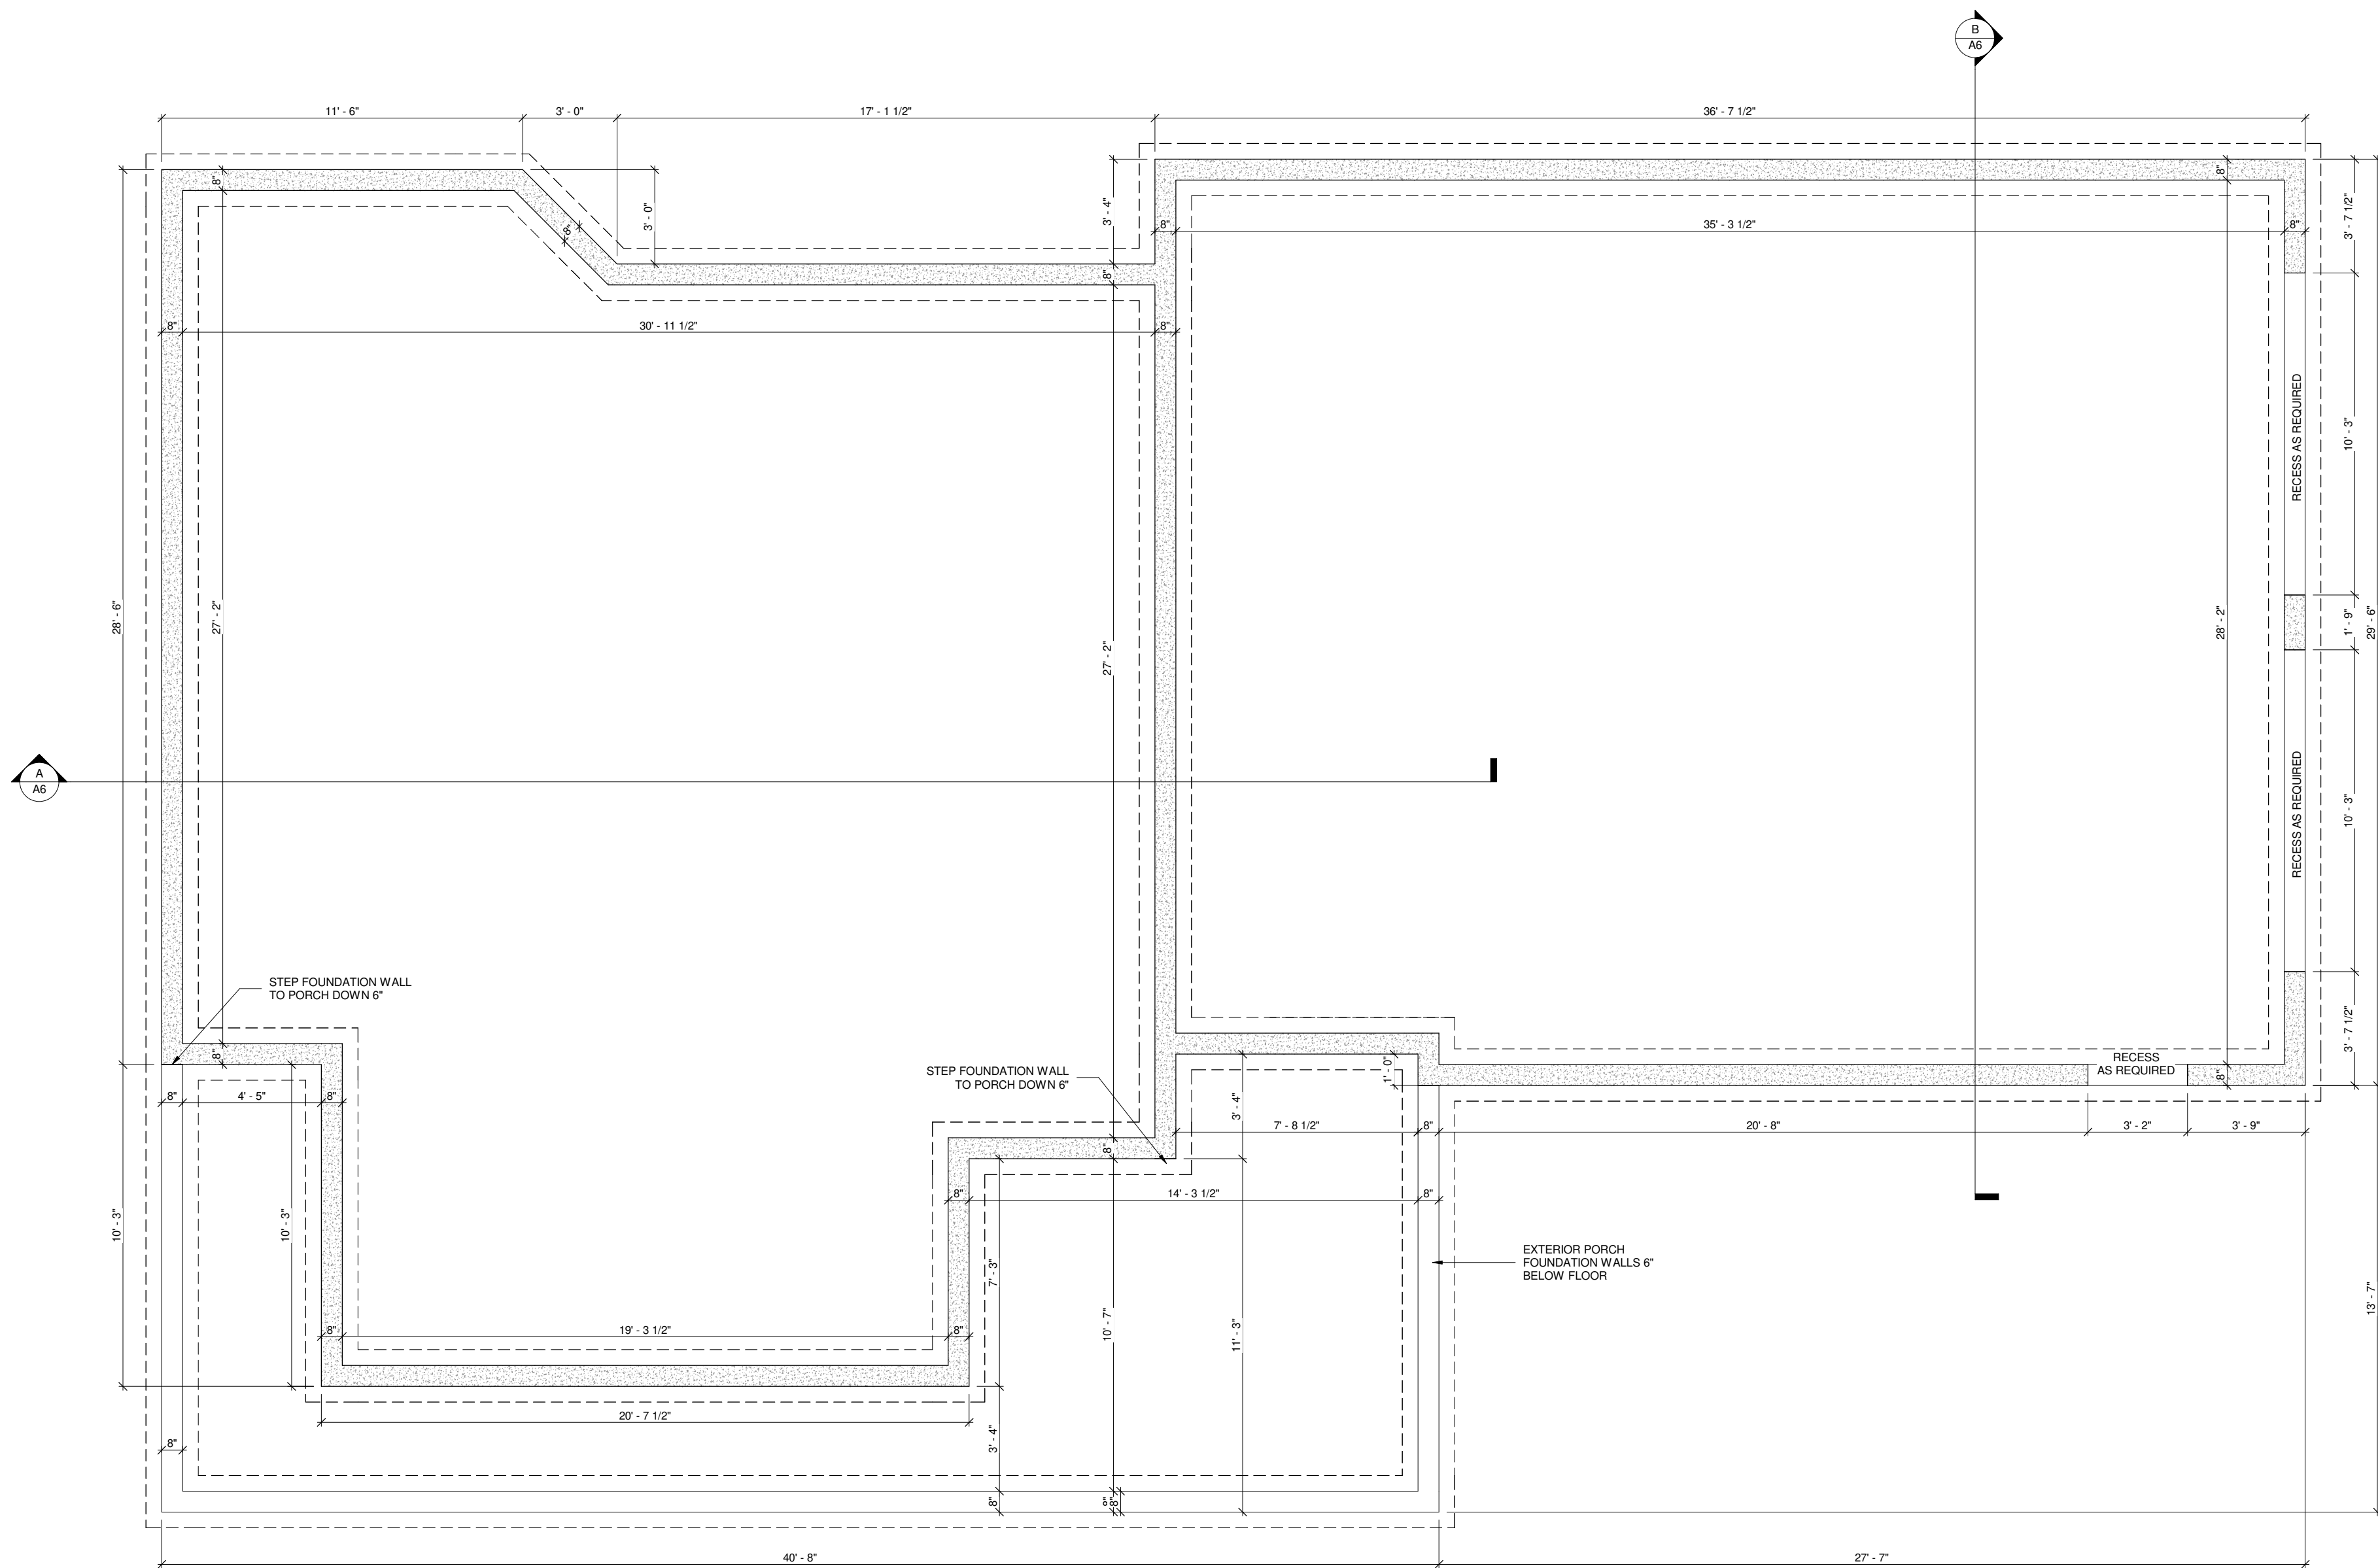 B
A6
11' - 6"
3' - 0"
17' - 1 1/2"
36' - 7 1/2"
8"
8"
3' - 0"
3' - 4"
8"
3' - 7 1/2"
8"
8"
35' - 3 1/2"
8"
8"
8"
30' - 11 1/2"
8"
RECESS AS REQUIRED
10' - 3"
28' - 6"
27' - 2"
27' - 2"
28' - 2"
1' - 9"
29' - 6"
A
A6
RECESS AS REQUIRED
10' - 3"
STEP FOUNDATION WALL
TO PORCH DOWN 6"
3' - 7 1/2"
8"
STEP FOUNDATION WALL
TO PORCH DOWN 6"
1' - 0"
RECESS
AS REQUIRED
8"
8"
4' - 5"
8"
3' - 4"
7' - 8 1/2"
8"
20' - 8"
3' - 2"
3' - 9"
8"
8"
14' - 3 1/2"
8"
10' - 3"
10' - 3"
7' - 3"
EXTERIOR PORCH
FOUNDATION WALLS 6"
BELOW FLOOR
8"
19' - 3 1/2"
8"
10' - 7"
11' - 3"
13' - 7"
20' - 7 1/2"
8"
3' - 4"
8"
8"
8"
40' - 8"
27' - 7"